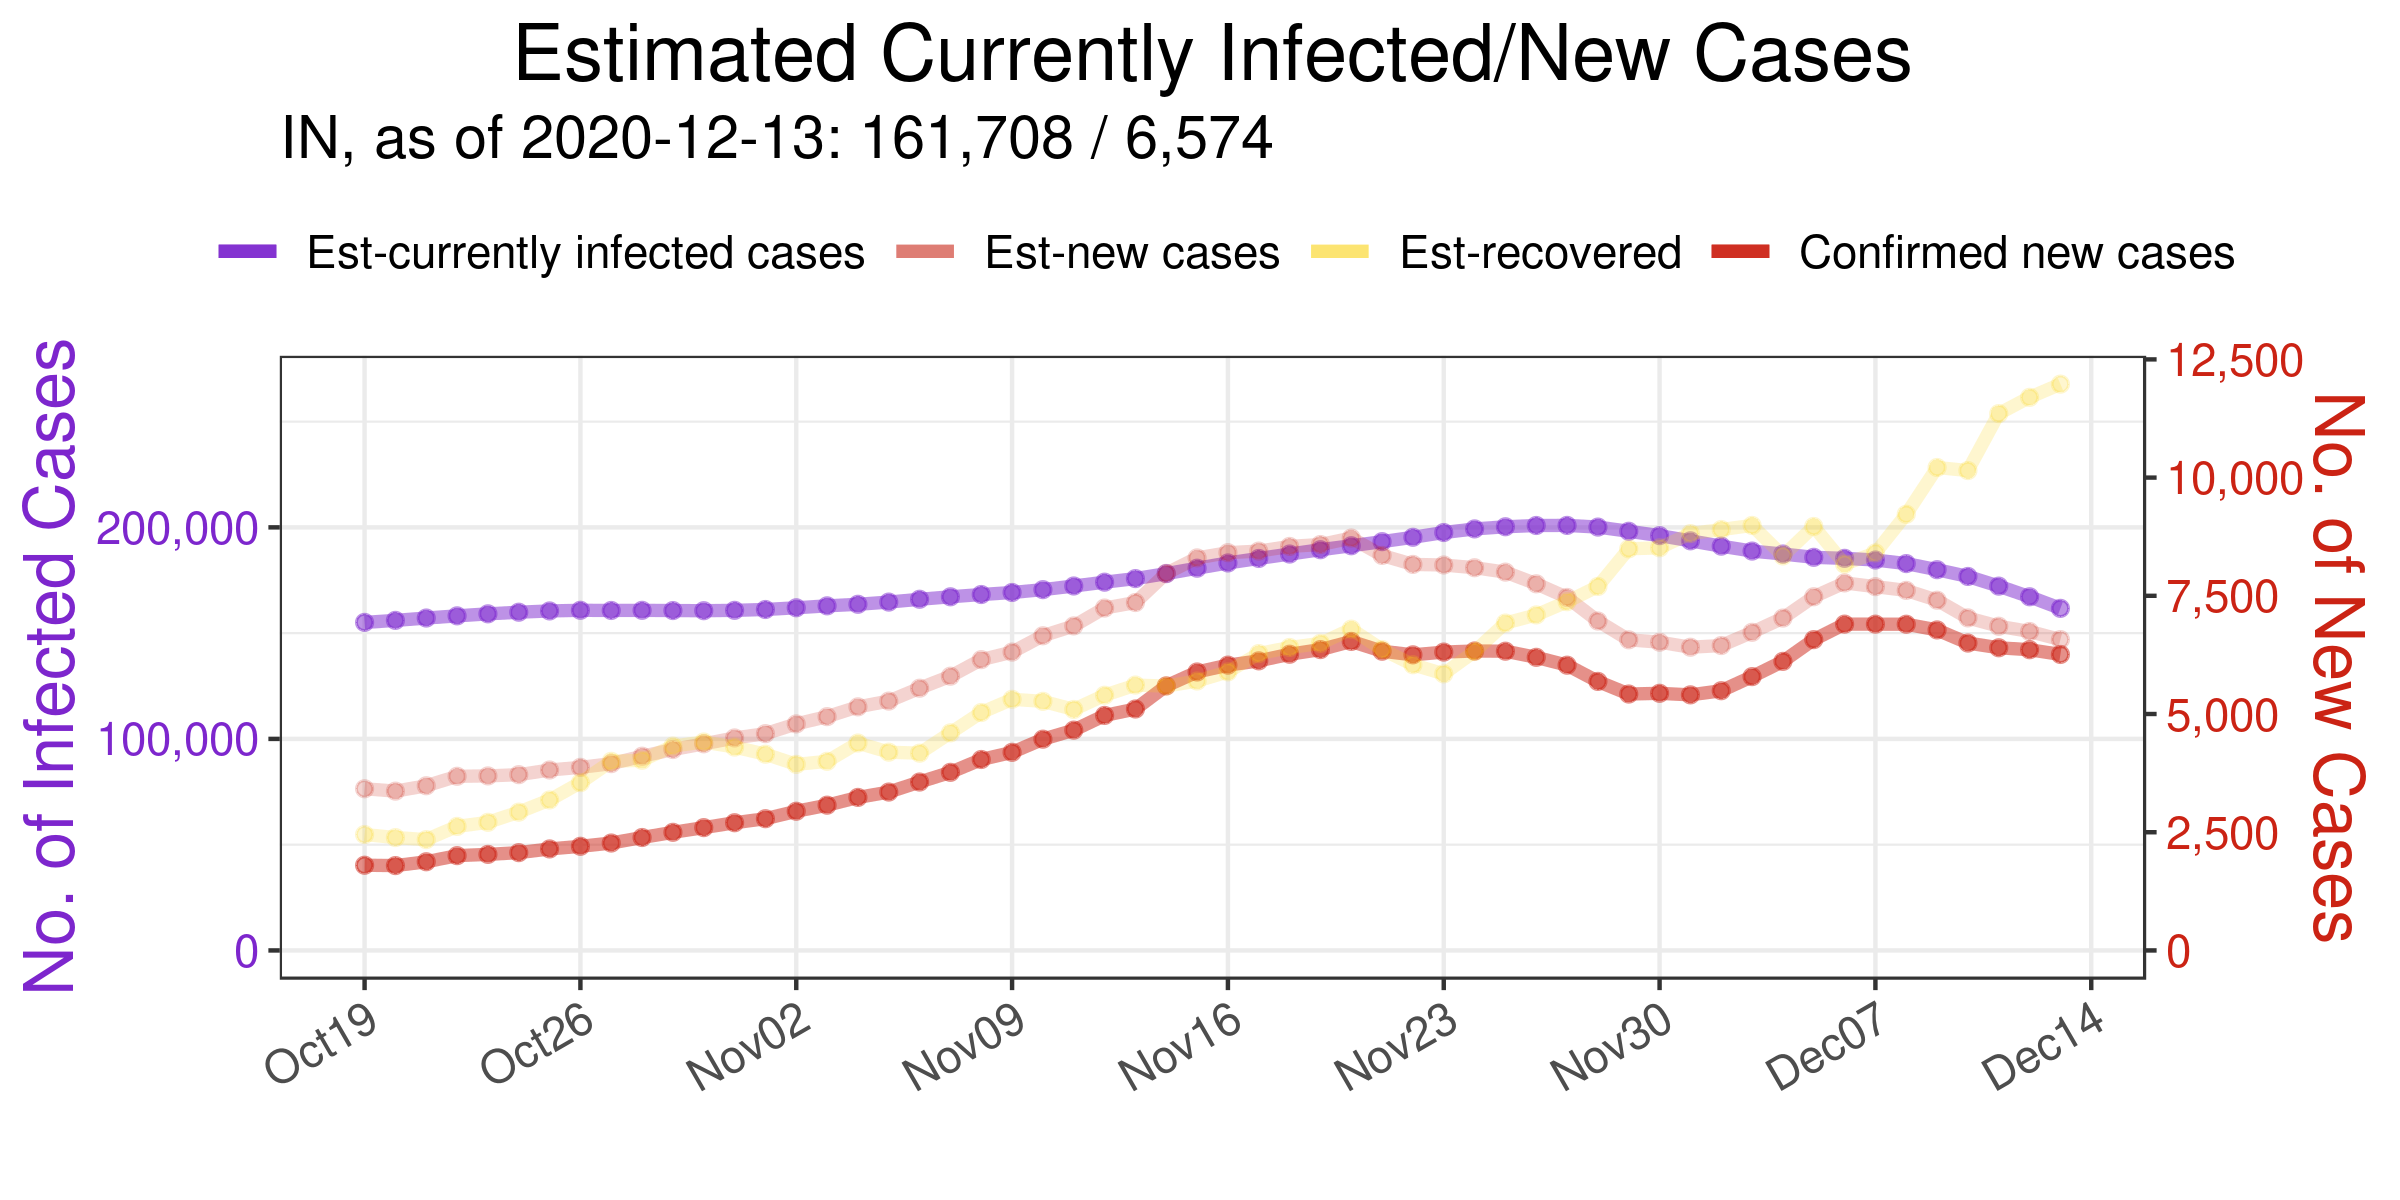 Estimated Currently Infected/New Cases
IN, as of 2020-12-13: 161,708 / 6,574
Est-currently infected cases Est-new cases Est-recovered Confirmed new cases
No. of Infected Cases
200,000
100,000
0
12,500
10,000
7,500
5,000
2,500
0
No. of New Cases
Oct19 Oct26 Nov02 Nov09 Nov16 Nov23 Nov30 Dec07 Dec14